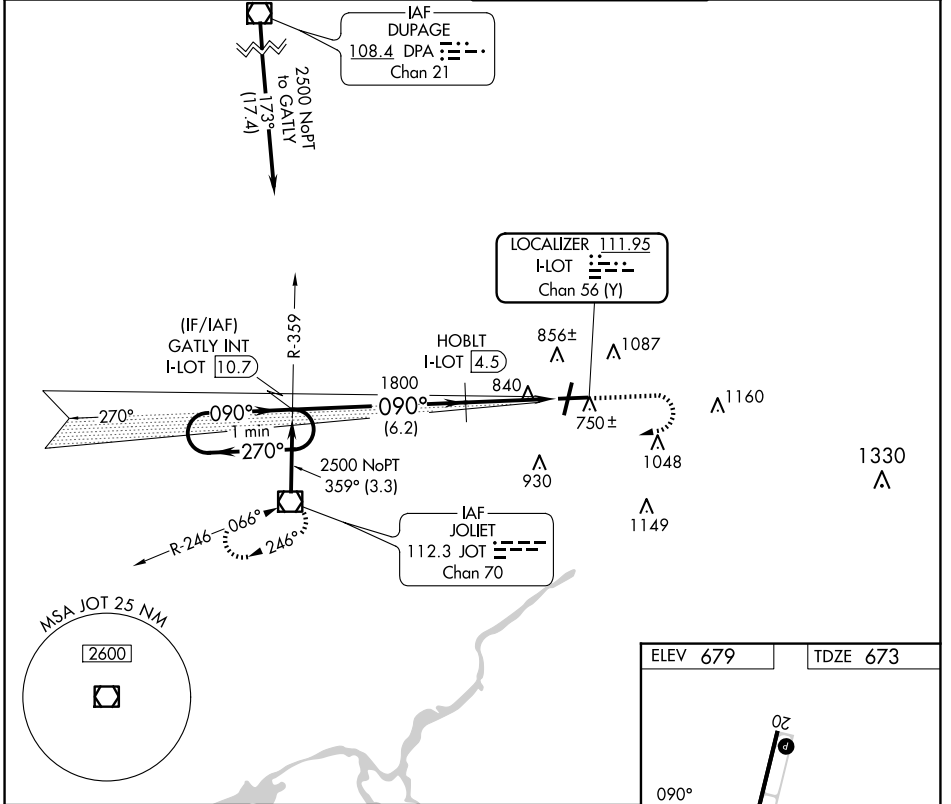 IAF
DUPAGE
108.4 DPA
Chan 21
2500 NoPT
to GATLY
173°
(17.4)
LOCALIZER 111.95
I-LOT
Chan 56 (Y)
(IF/IAF)
GATLY INT
I-LOT 10.7
R-359
HOBLT
I-LOT 4.5
856±
1087
1800
840
090°
(6.2)
270°
090°
1 min
270°
750±
1160
1048
2500 NoPT
359° (3.3)
930
1330
1149
R-246
066°
246°
IAF
JOLIET
112.3 JOT
Chan 70
MSA JOT 25 NM
2600
ELEV 679
TDZE 673
20
P
090°